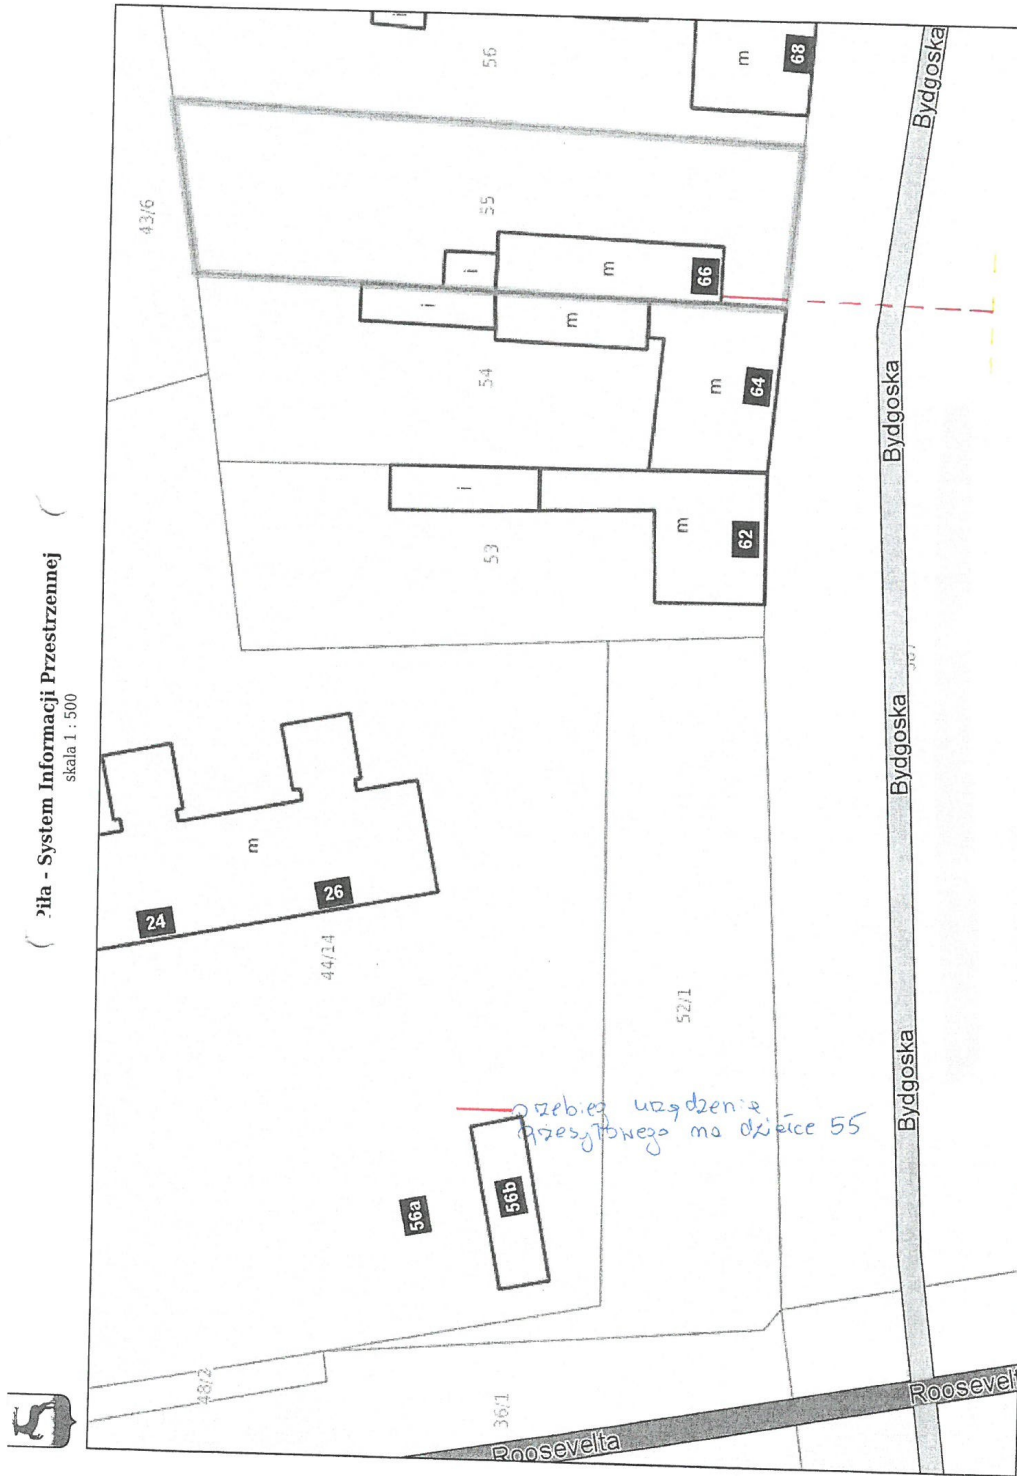 Piła - System Informacji Przestrzennej
skala 1 : 500
43/6
56
68
m
55
i
m
66
i
m
54
m
64
i
53
m
62
24
26
m
44/14
52/1
56a
56b
przebieg urządzenia
przesyłowego na działce 55
48/2
36/1
Bydgoska
Bydgoska
Bydgoska
Bydgoska
Roosevelta
Roosevelt